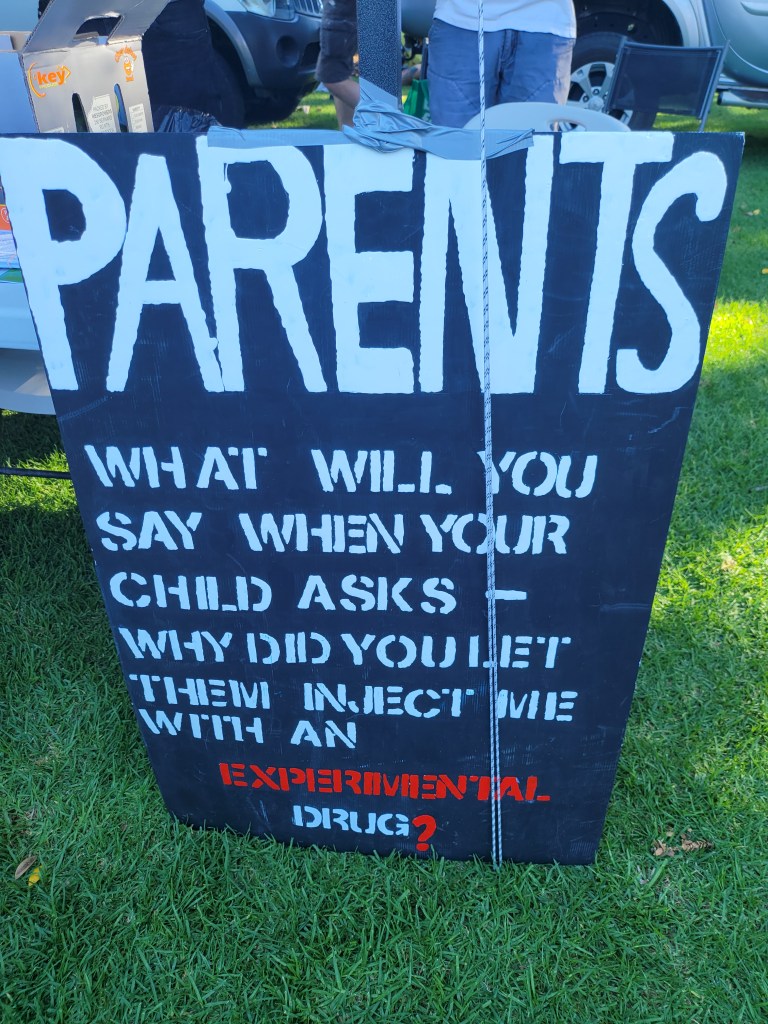 key
PARENTS
WHAT WILL YOU
SAY WHEN YOUR
CHILD ASKS –
WHY DID YOU LET
THEM INJECT ME
WITH AN
EXPERIMENTAL
DRUG?